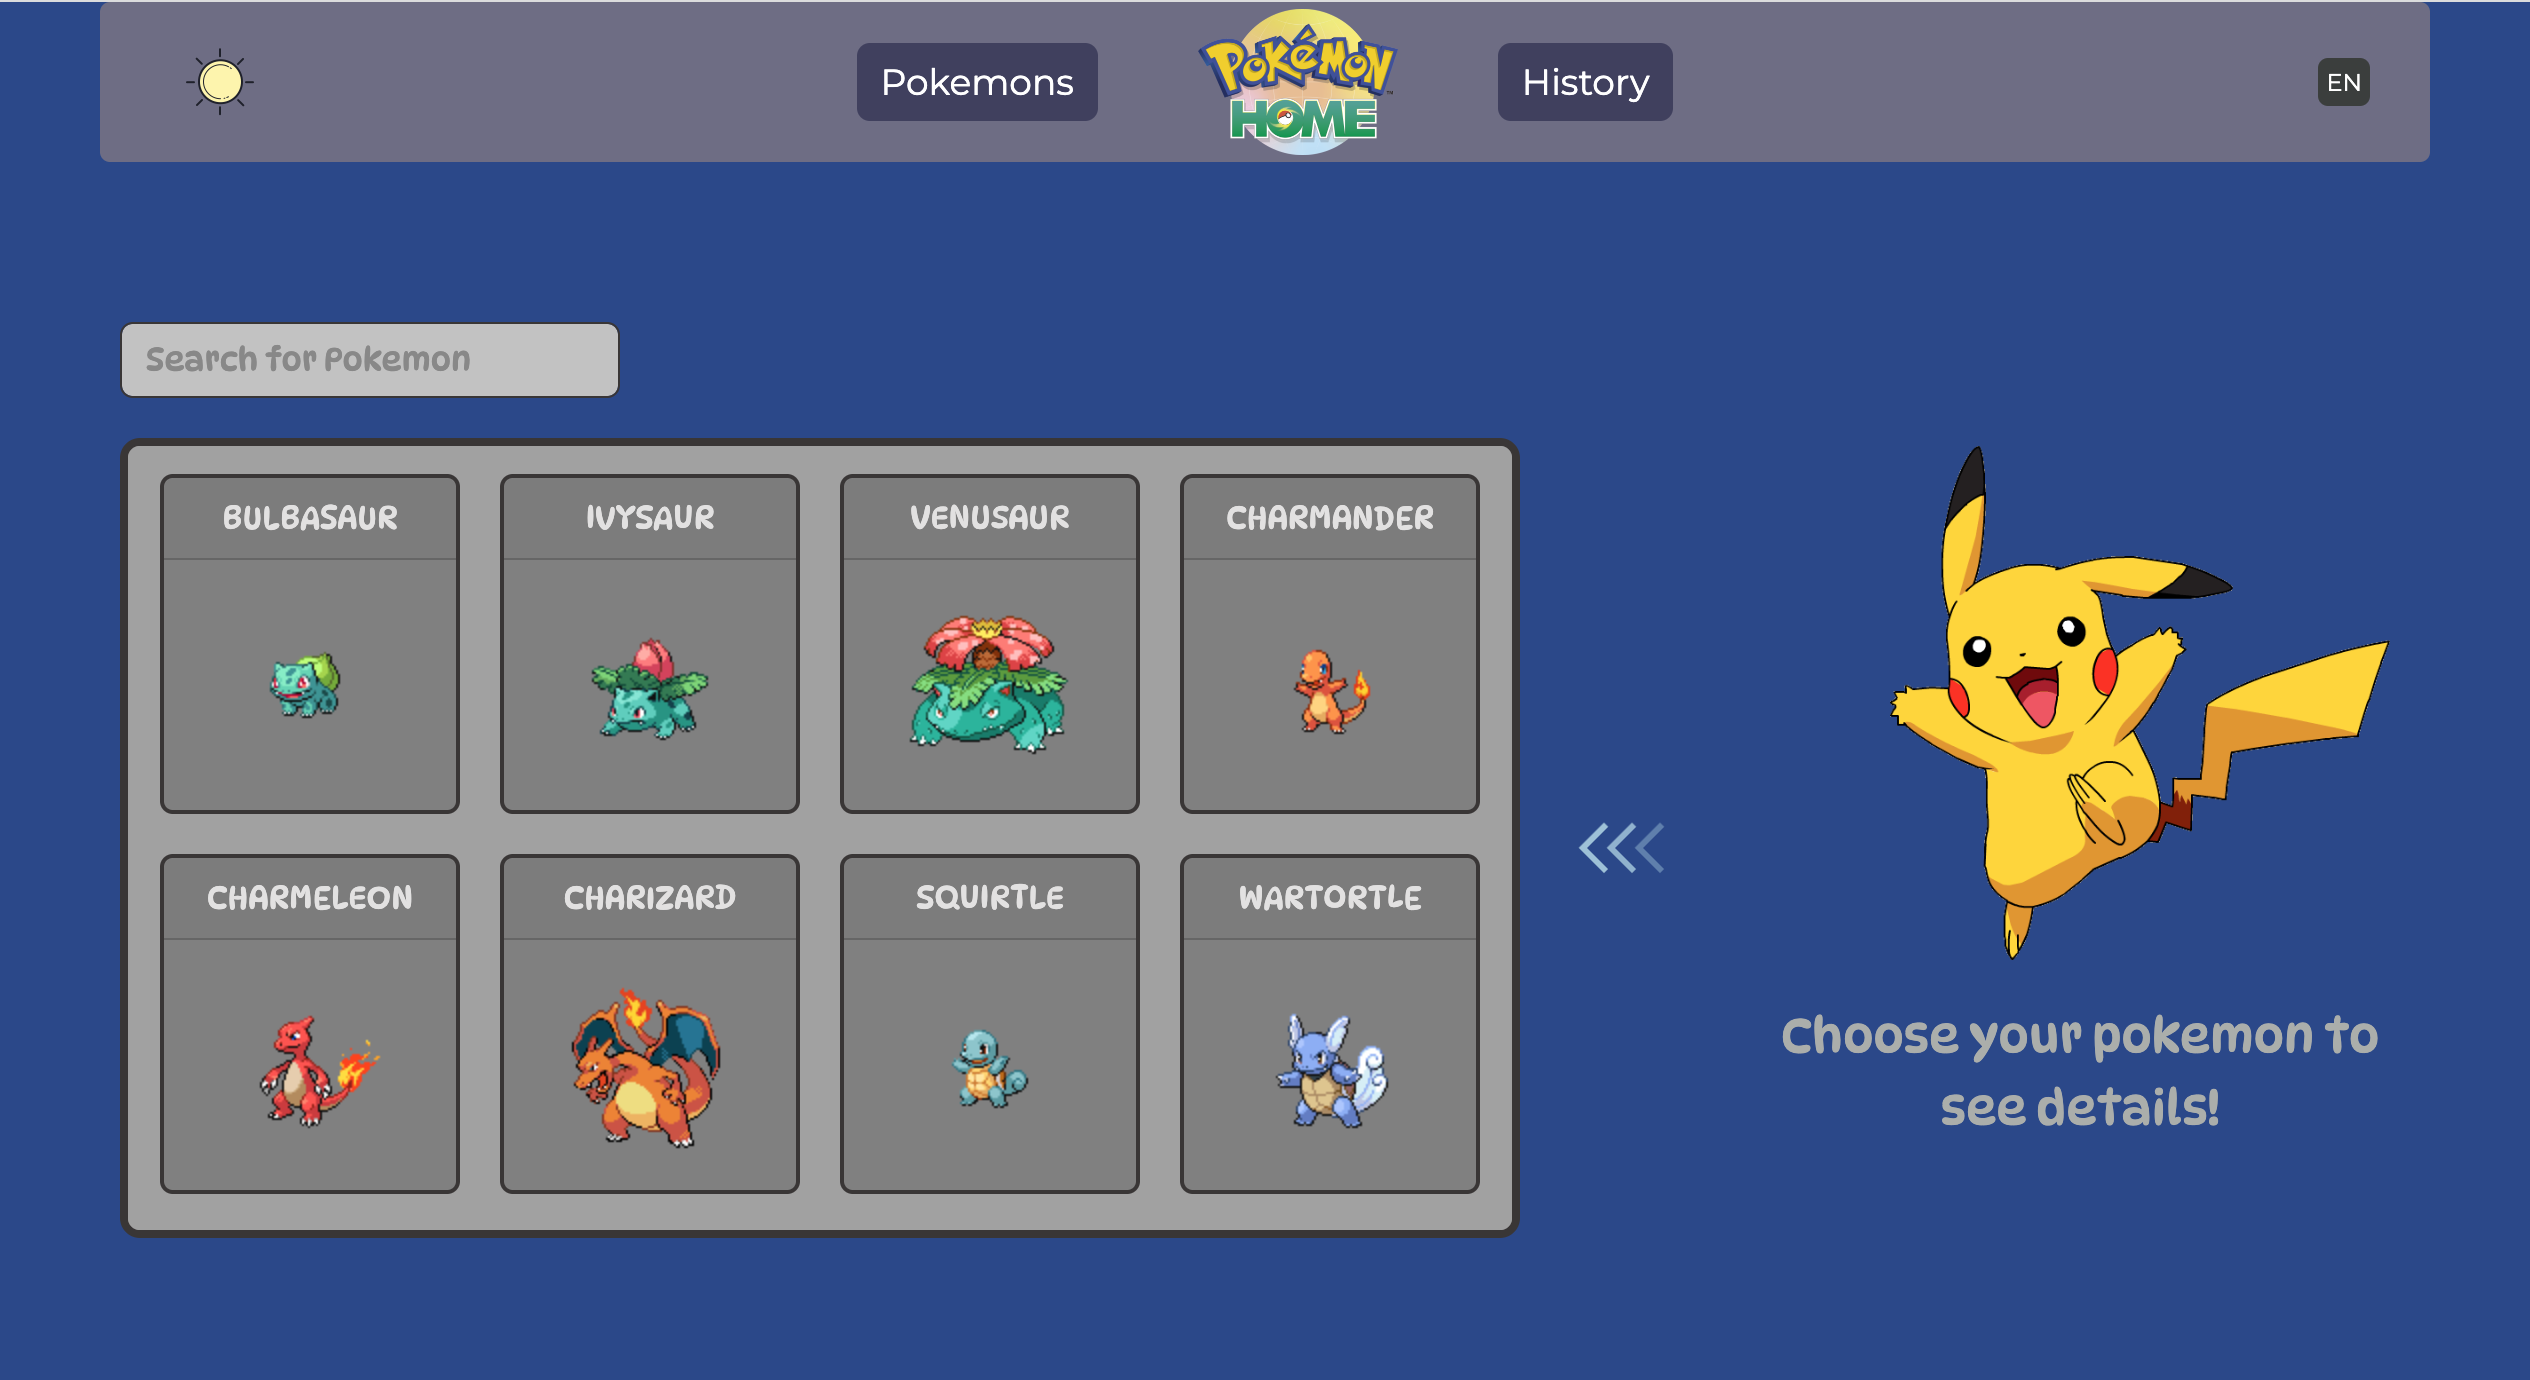 Pokemons
POKéMON
HOME
History
EN
Search for Pokemon
BULBASAUR
IVYSAUR
VENUSAUR
CHARMANDER
CHARMELEON
CHARIZARD
SQUIRTLE
WARTORTLE
Choose your pokemon to
see details!